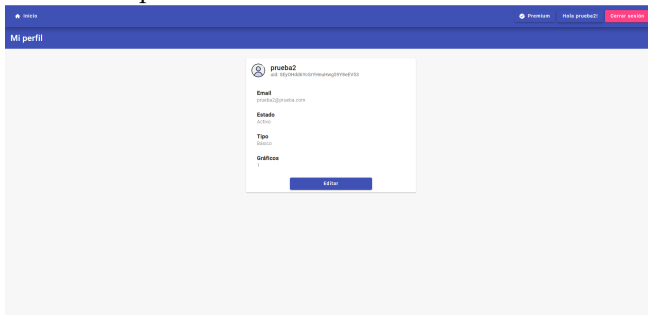 Inicio
Premium Hola prueba2! Cerrar sesión
Mi perfil
prueba2
uid:
Email
prueba2@prueba.com
Estado
Activo
Tipo
Básico
Gráficos
1
Editar